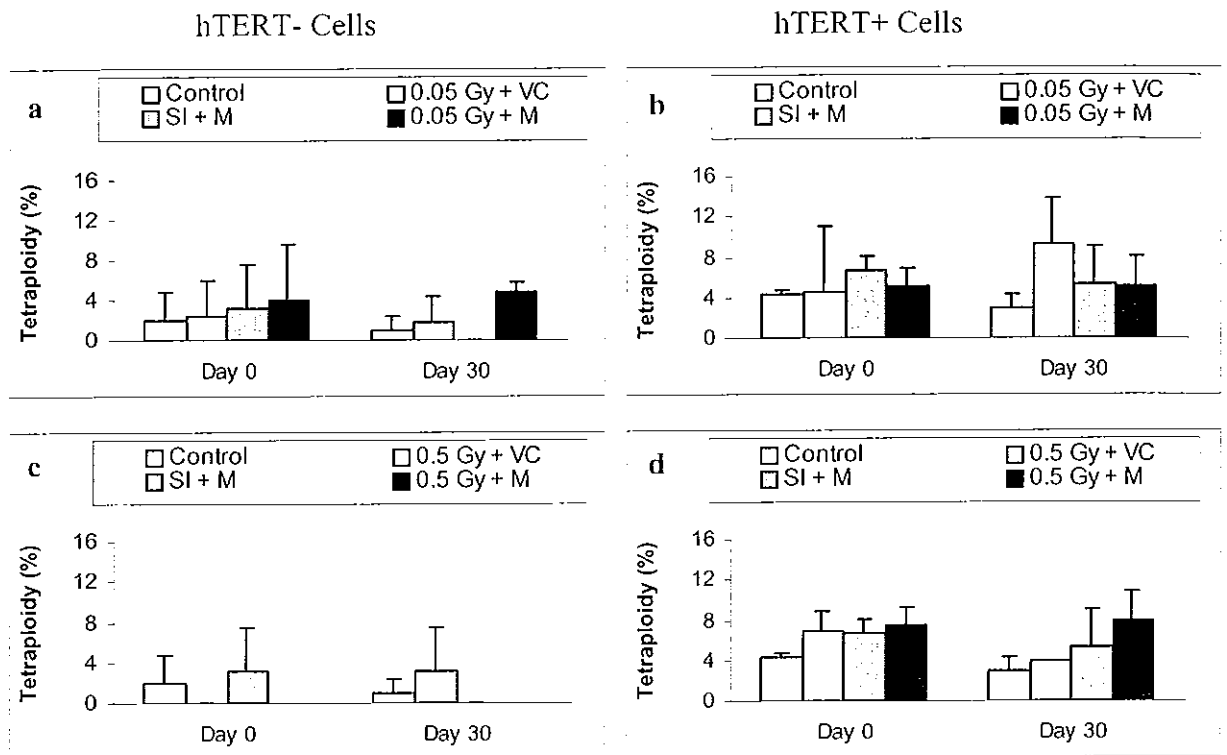 hTERT- Cells
hTERT+ Cells
a
Control
0.05 Gy + VC
SI + M
0.05 Gy + M
Tetraploidy (%)
16
12
8
4
0
Day 0
Day 30
b
Control
0.05 Gy + VC
SI + M
0.05 Gy + M
Tetraploidy (%)
16
12
8
4
0
Day 0
Day 30
c
Control
0.5 Gy + VC
SI + M
0.5 Gy + M
Tetraploidy (%)
16
12
8
4
0
Day 0
Day 30
d
Control
0.5 Gy + VC
SI + M
0.5 Gy + M
Tetraploidy (%)
16
12
8
4
0
Day 0
Day 30